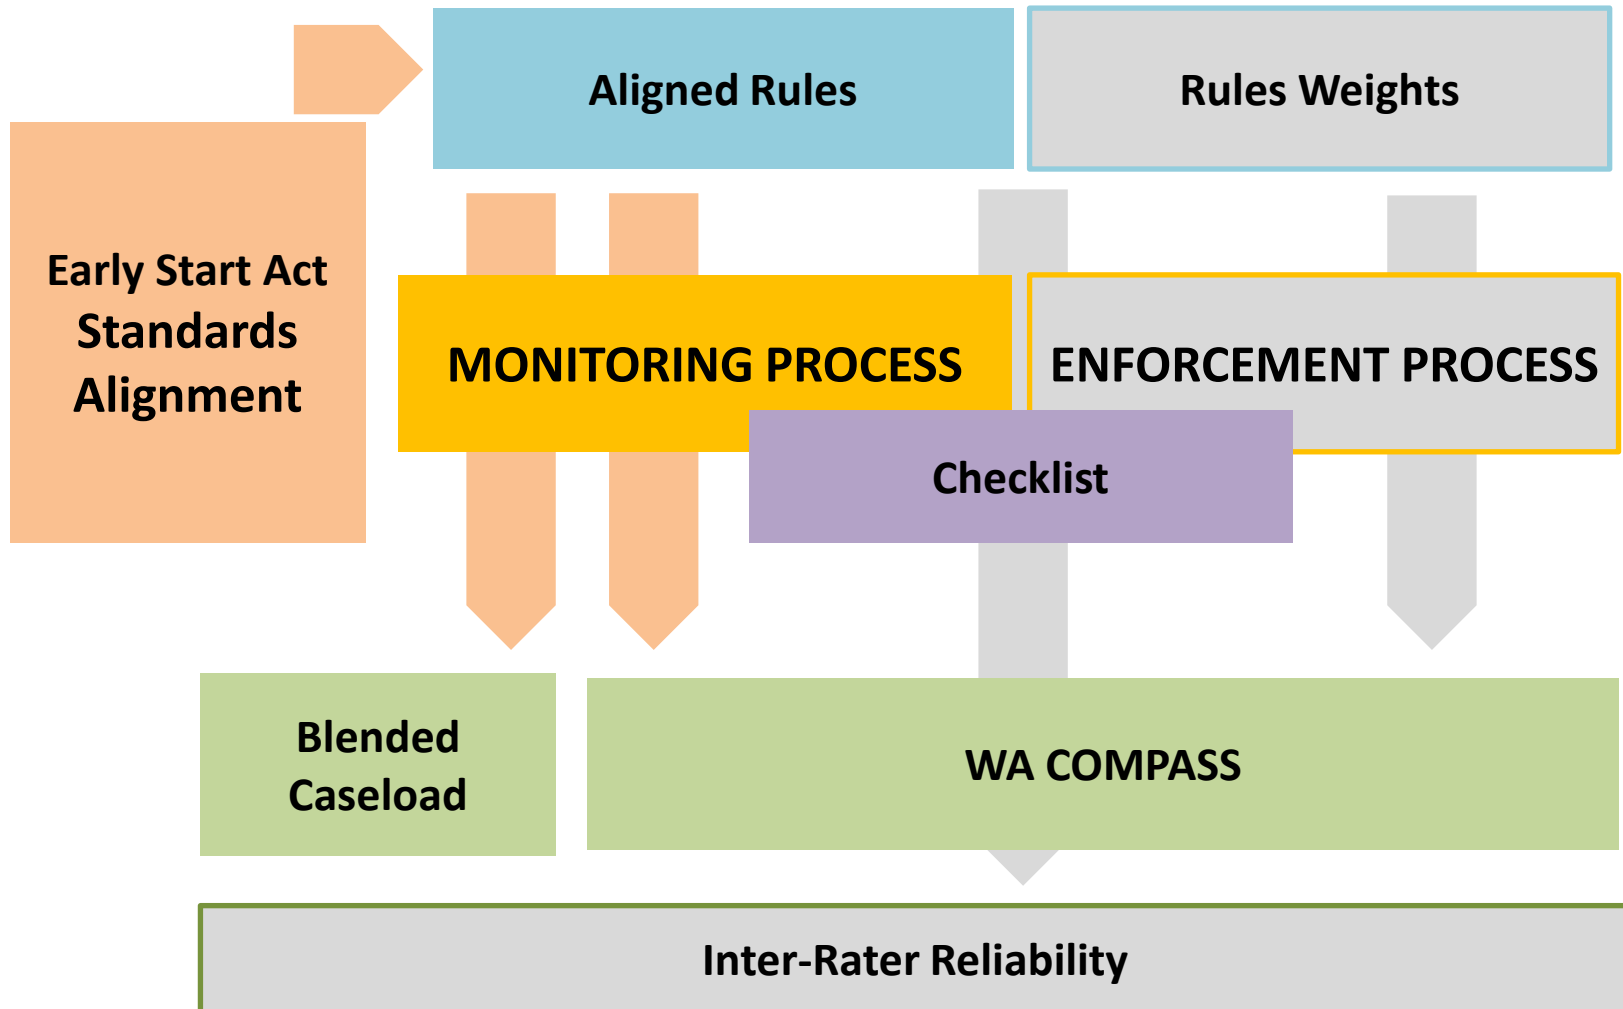 Aligned Rules
Rules Weights
Early Start Act
Standards
Alignment
MONITORING PROCESS
ENFORCEMENT PROCESS
Checklist
Blended
Caseload
WA COMPASS
Inter-Rater Reliability